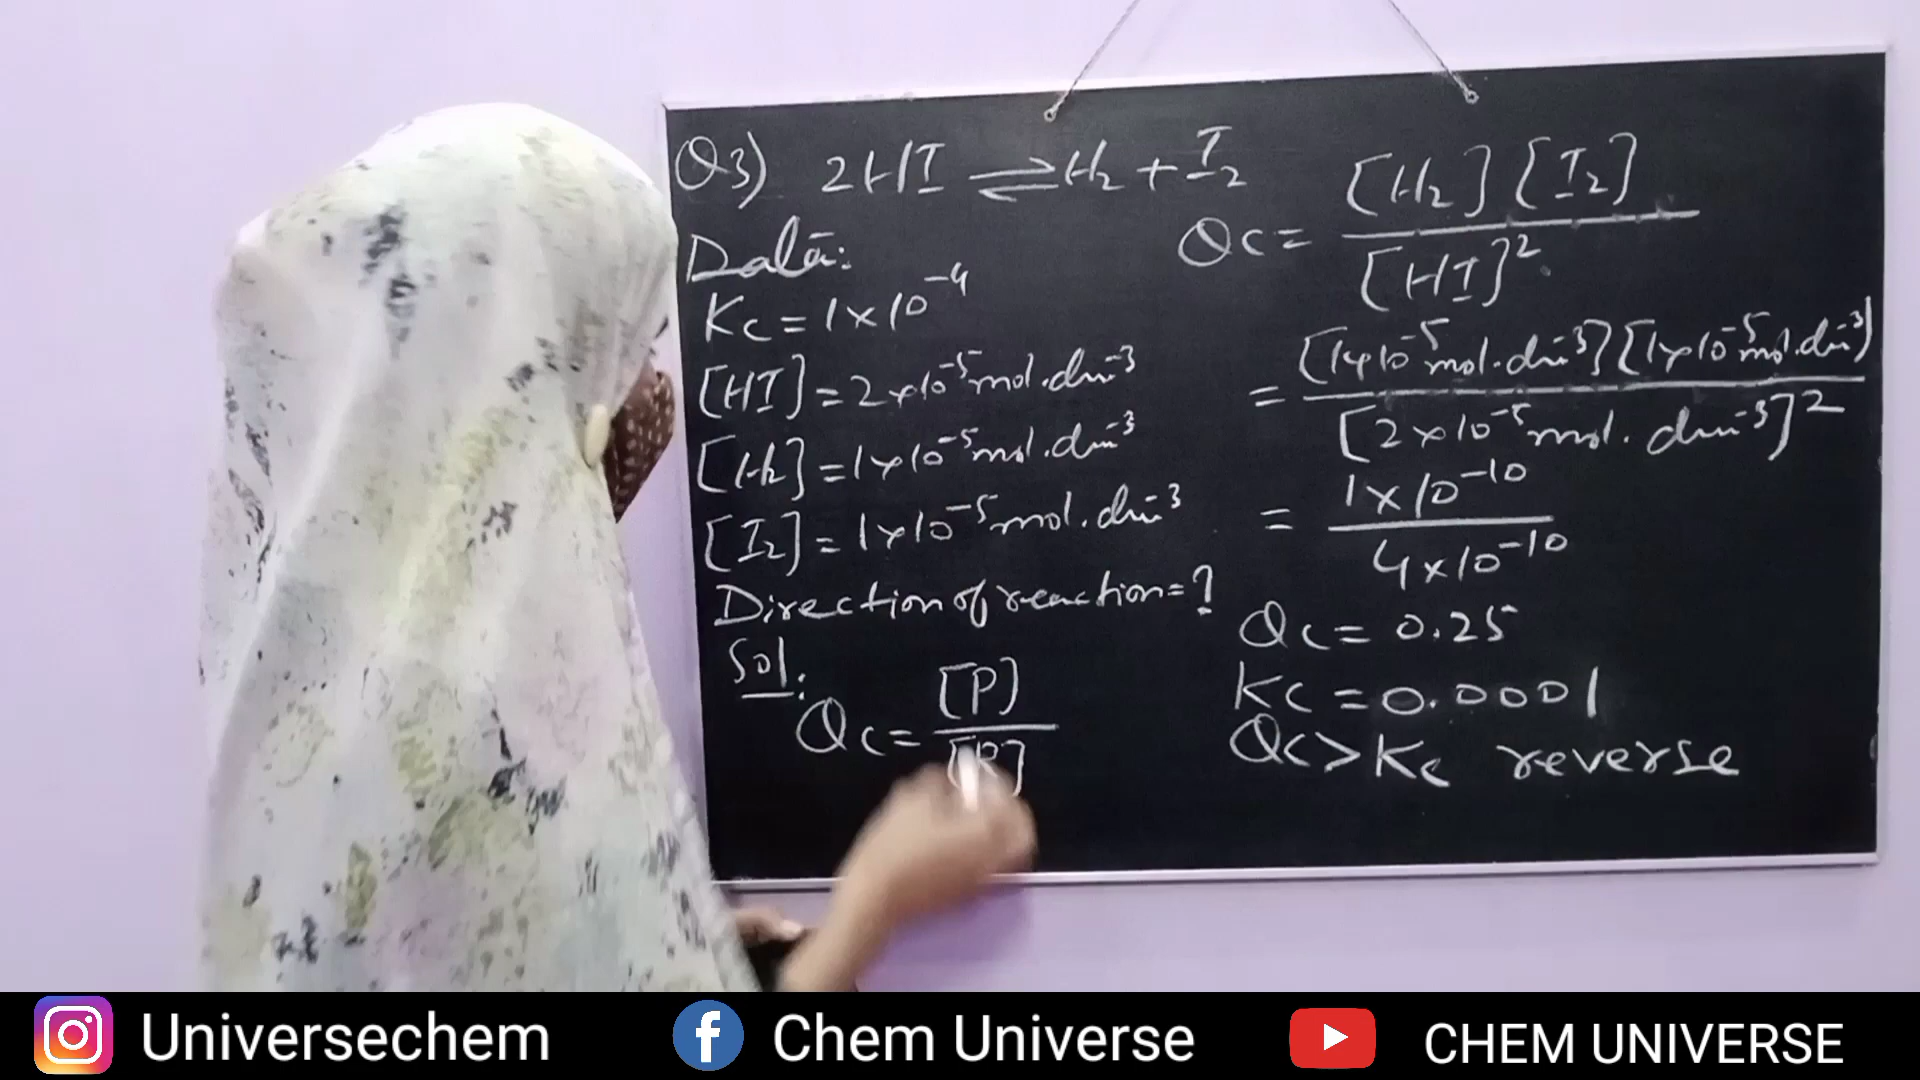 Q3) 2HI ⇌ H2 + I2
Data:
Kc = 1×10⁻⁴
[HI] = 2×10⁻⁵ mol.dm⁻³
[H2] = 1×10⁻⁵ mol.dm⁻³
[I2] = 1×10⁻⁵ mol.dm⁻³
Direction of reaction = ?
Sol:
Qc = [P]
[R]
[H2] [I2]
Qc =
[HI]²
[1×10⁻⁵ mol.dm⁻³] [1×10⁻⁵ mol.dm⁻³]
=
[2×10⁻⁵ mol.dm⁻³]²
1×10⁻¹⁰
=
4×10⁻¹⁰
Qc = 0.25
Kc = 0.0001
Qc > Kc reverse
Universechem
Chem Universe
CHEM UNIVERSE